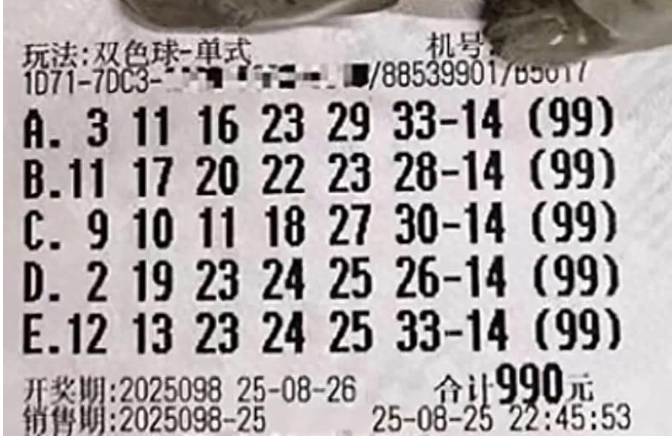 玩法:双色球-单式 机号:
1D71-7DC3- /88539901/B5017
A. 3 11 16 23 29 33-14 (99)
B.11 17 20 22 23 28-14 (99)
C. 9 10 11 18 27 30-14 (99)
D. 2 19 23 24 25 26-14 (99)
E.12 13 23 24 25 33-14 (99)
开奖期:2025098 25-08-26 合计990元
销售期:2025098-25 25-08-25 22:45:53